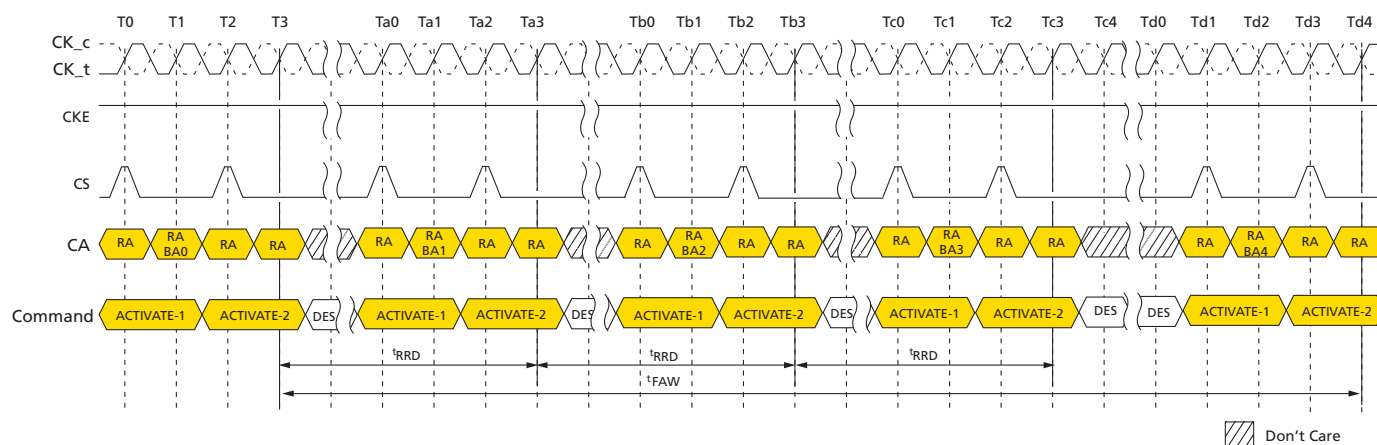 T0 T1 T2 T3 Ta0 Ta1 Ta2 Ta3 Tb0 Tb1 Tb2 Tb3 Tc0 Tc1 Tc2 Tc3 Tc4 Td0 Td1 Td2 Td3 Td4
CK_c
CK_t
CKE
CS
CA RA RA BA0 RA RA RA RA BA1 RA RA RA RA BA2 RA RA RA RA BA3 RA RA RA RA BA4 RA RA
Command ACTIVATE-1 ACTIVATE-2 DES ACTIVATE-1 ACTIVATE-2 DES ACTIVATE-1 ACTIVATE-2 DES ACTIVATE-1 ACTIVATE-2 DES DES ACTIVATE-1 ACTIVATE-2
tRRD tRRD tRRD
tFAW
Don't Care